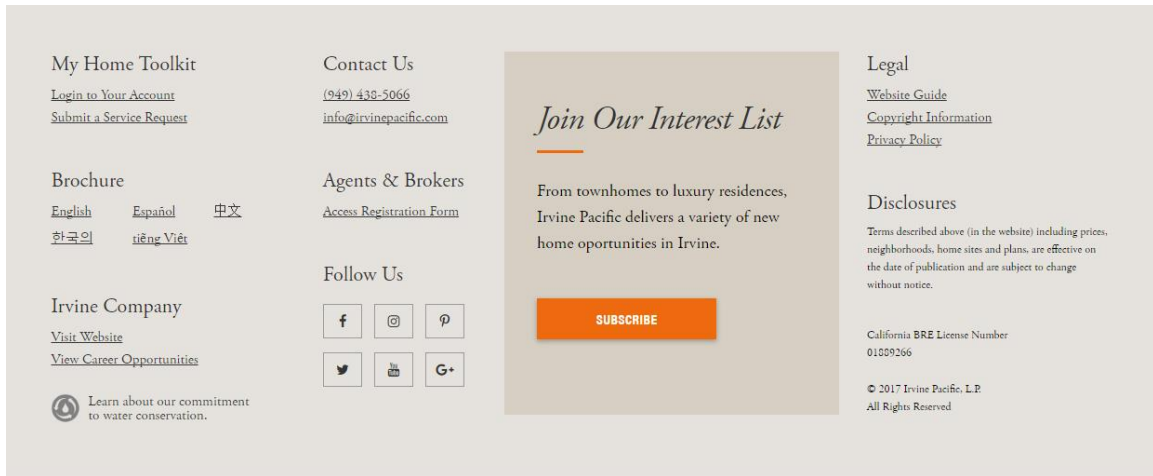 My Home Toolkit
Login to Your Account
Submit a Service Request
Brochure
English Español 中文
한국의 tiếng Việt
Irvine Company
Visit Website
View Career Opportunities
Learn about our commitment
to water conservation.
Contact Us
(949) 438-5066
info@irvinepacific.com
Agents & Brokers
Access Registration Form
Follow Us
You Tube
G+
Join Our Interest List
From townhomes to luxury residences,
Irvine Pacific delivers a variety of new
home oportunities in Irvine.
SUBSCRIBE
Legal
Website Guide
Copyright Information
Privacy Policy
Disclosures
Terms described above (in the website) including prices,
neighborhoods, home sites and plans, are effective on
the date of publication and are subject to change
without notice.
California BRE License Number
01889266
© 2017 Irvine Pacific, L.P.
All Rights Reserved